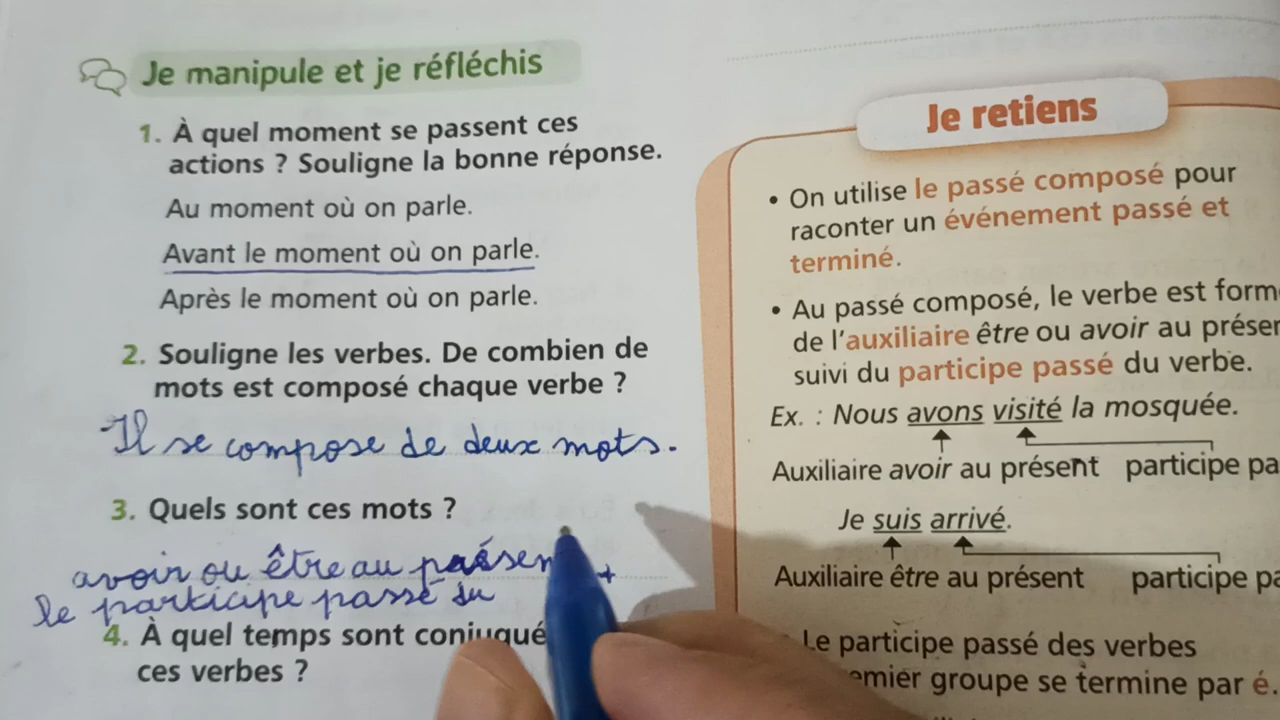 Je manipule et je réfléchis
1. À quel moment se passent ces
actions ? Souligne la bonne réponse.
Au moment où on parle.
Avant le moment où on parle.
Après le moment où on parle.
2. Souligne les verbes. De combien de
mots est composé chaque verbe ?
Il se compose de deux mots.
3. Quels sont ces mots ?
avoir ou être au présen +
le participe passé du
4. À quel temps sont conjugué
ces verbes ?
Je retiens
• On utilise le passé composé pour
raconter un événement passé et
terminé.
• Au passé composé, le verbe est form
de l'auxiliaire être ou avoir au présen
suivi du participe passé du verbe.
Ex. : Nous avons visité la mosquée.
Auxiliaire avoir au présent participe pa
Je suis arrivé.
Auxiliaire être au présent participe pa
Le participe passé des verbes
emier groupe se termine par é.